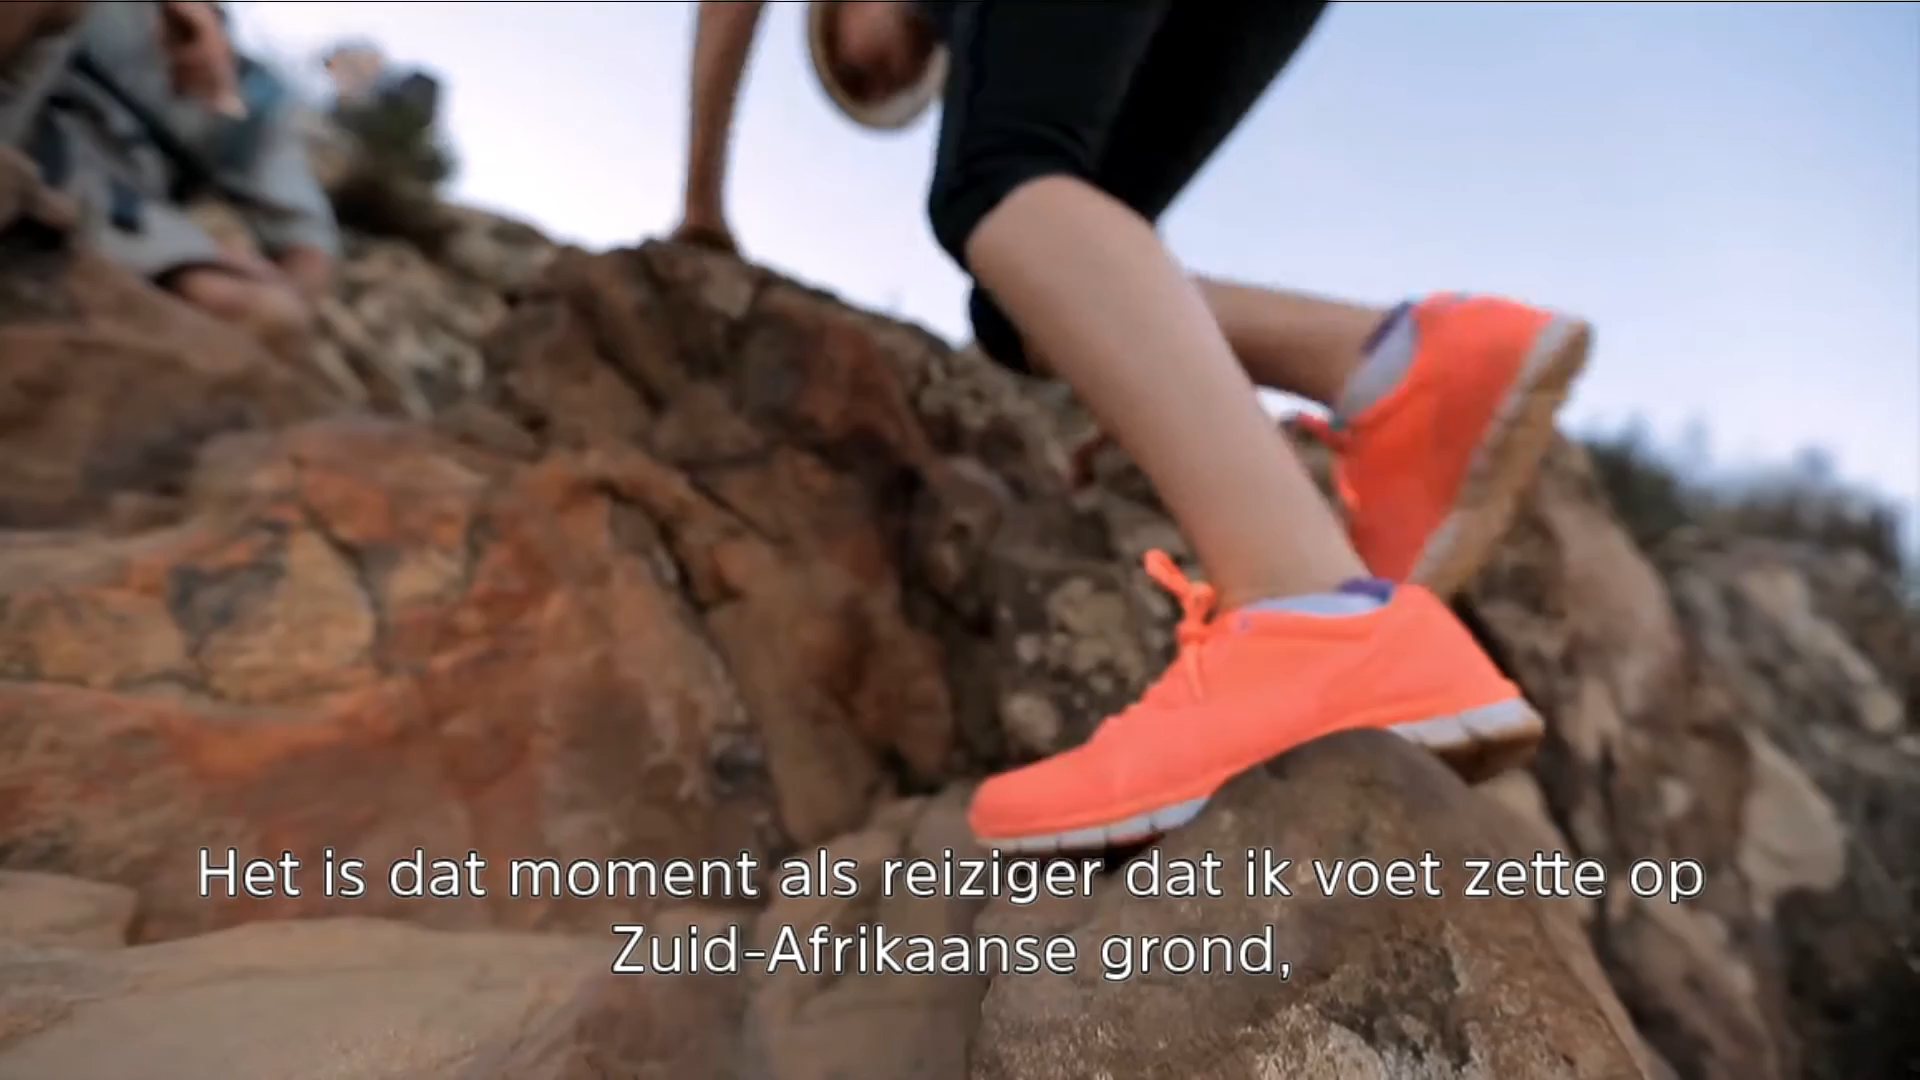 Het is dat moment als reiziger dat ik voet zette op
Zuid-Afrikaanse grond,